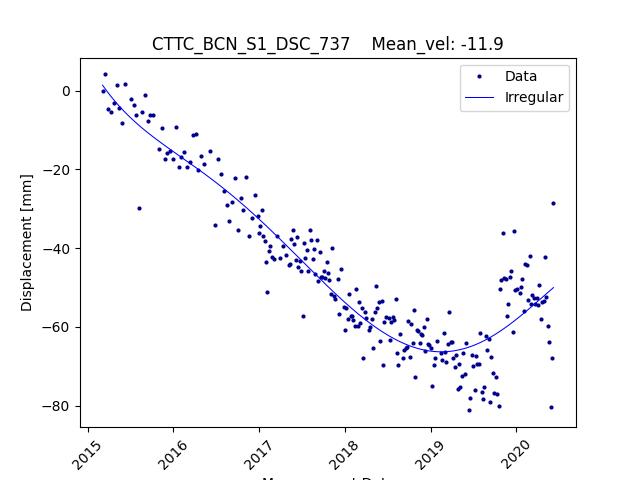 CTTC_BCN_S1_DSC_737    Mean_vel: -11.9
Data
Irregular
Displacement [mm]
0
−20
−40
−60
−80
2015
2016
2017
2018
2019
2020